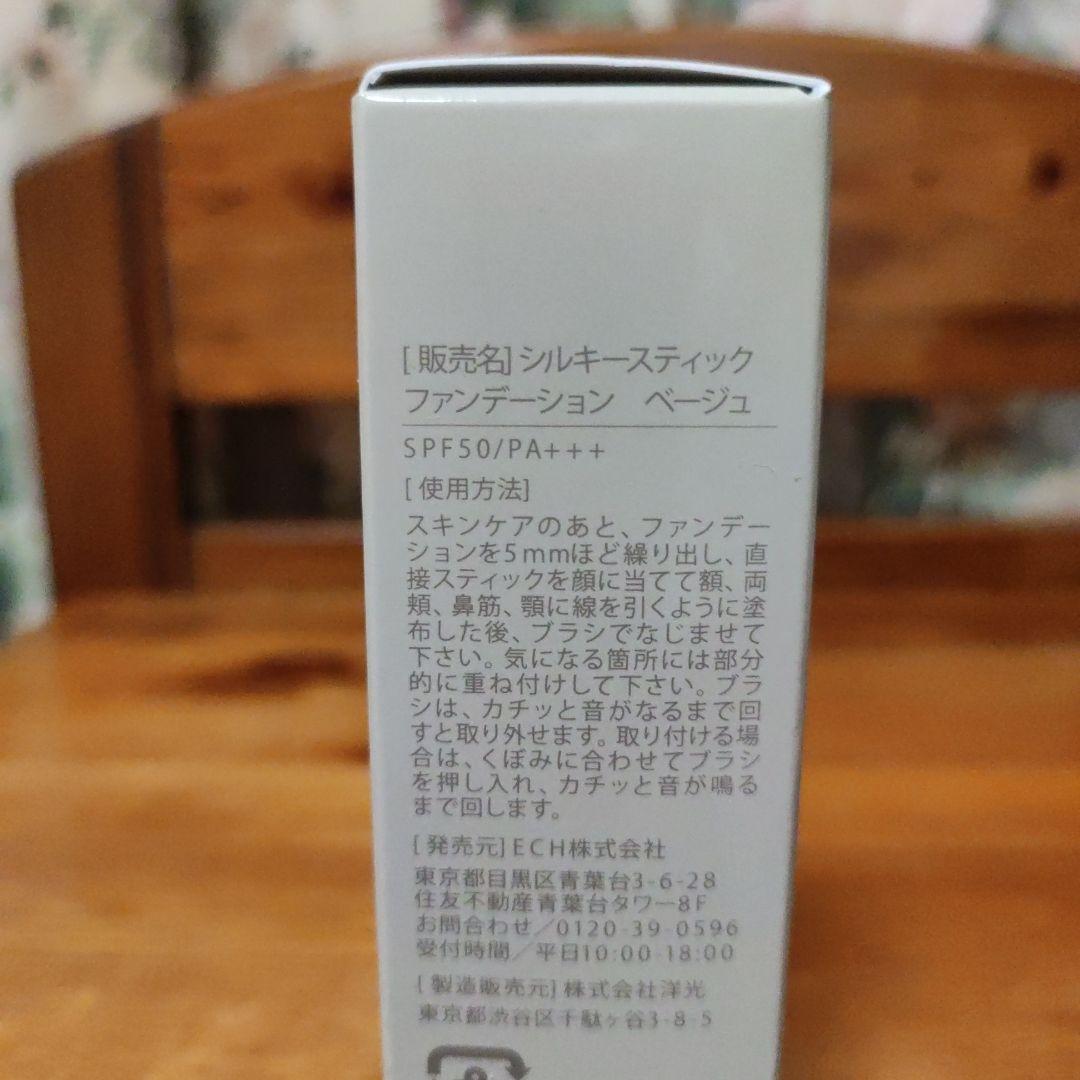 [販売名]シルキースティック
ファンデーション　ベージュ
SPF50/PA+++
[使用方法]
スキンケアのあと、ファンデー
ションを5mmほど繰り出し、直
接スティックを顔に当てて額、両
頬、鼻筋、顎に線を引くように塗
布した後、ブラシでなじませて
下さい。気になる箇所には部分
的に重ね付けして下さい。ブラ
シは、カチッと音がなるまで回
すと取り外せます。取り付ける場
合は、くぼみに合わせてブラシ
を押し入れ、カチッと音が鳴る
まで回します。
[発売元]ECH株式会社
東京都目黒区青葉台3-6-28
住友不動産青葉台タワー8F
お問合わせ／0120-39-0596
受付時間／平日10:00-18:00
[製造販売元]株式会社洋光
東京都渋谷区千駄ヶ谷3-8-5